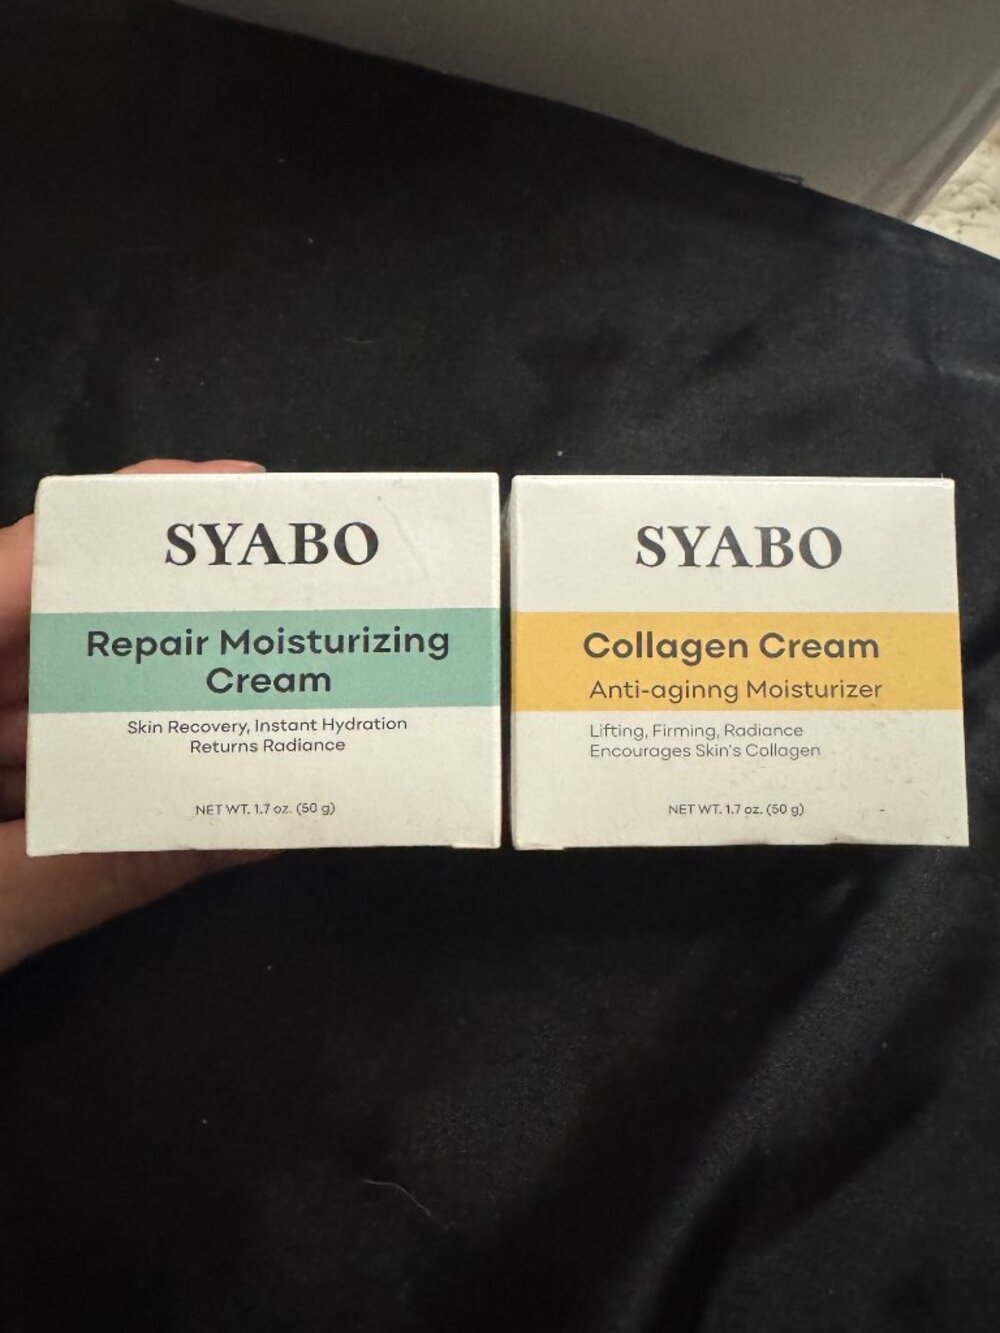 SYABO
Repair Moisturizing
Cream
Skin Recovery, Instant Hydration
Returns Radiance
NET WT. 1.7 oz. (50 g)
SYABO
Collagen Cream
Anti-aginng Moisturizer
Lifting, Firming, Radiance
Encourages Skin's Collagen
NET WT. 1.7 oz. (50 g)